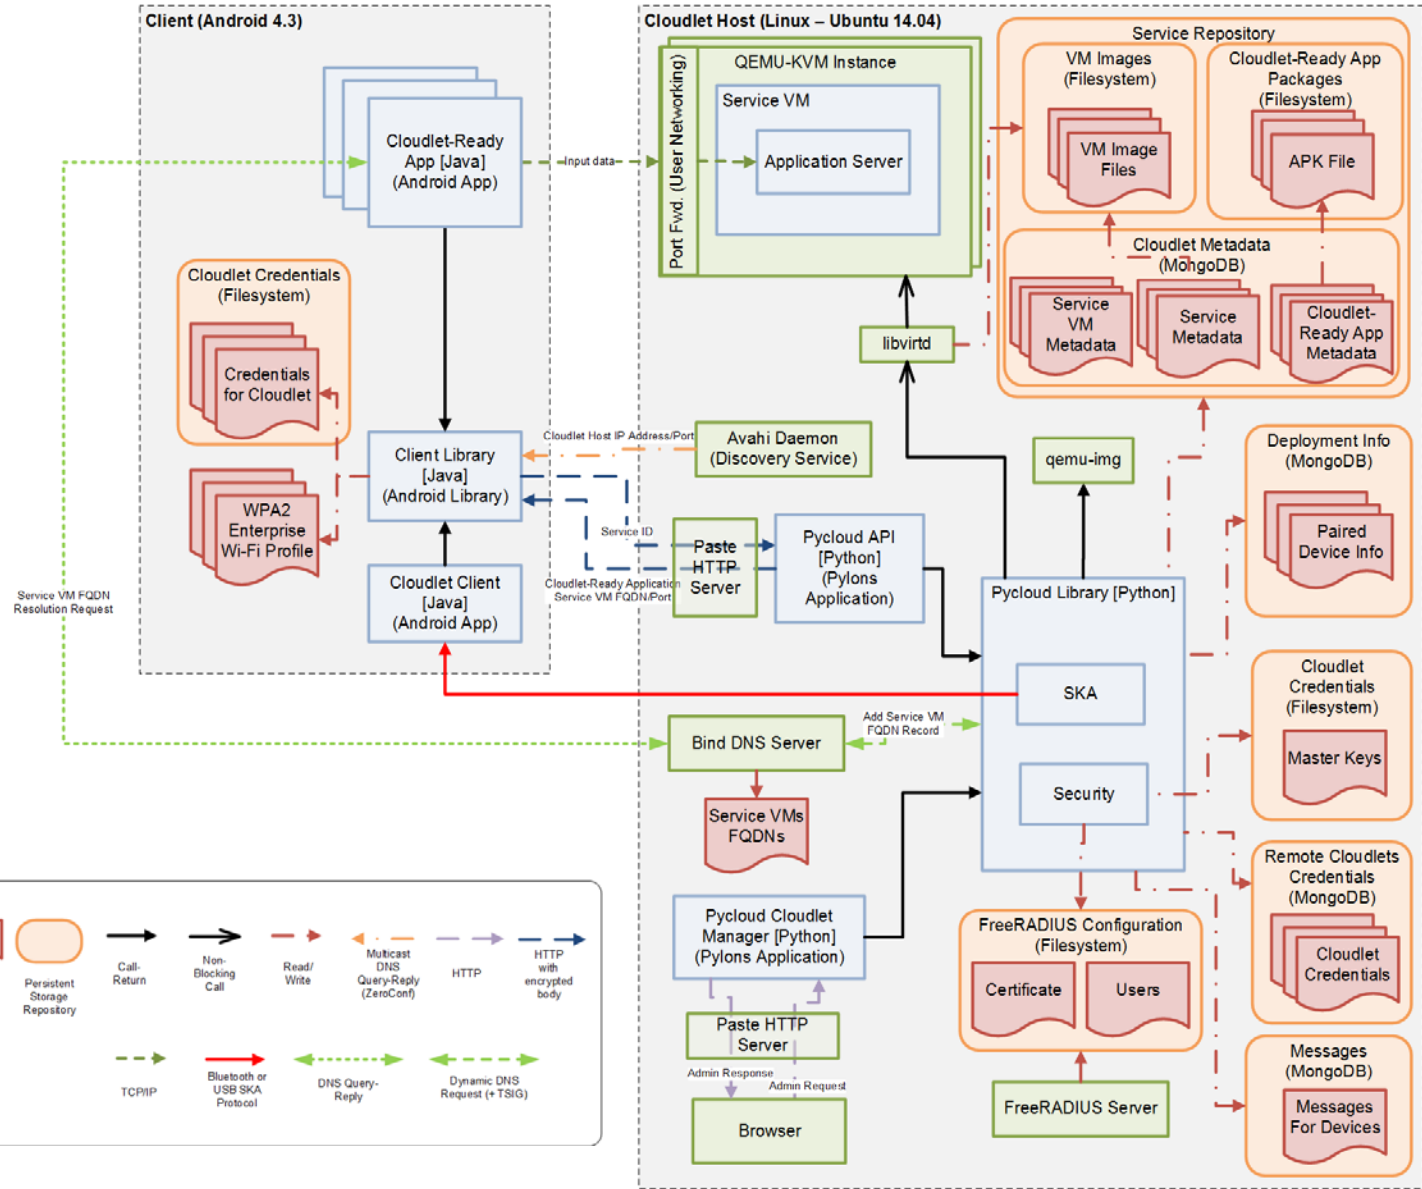 Client (Android 4.3)
Cloudlet-Ready
App [Java]
(Android App)
Input data
Cloudlet Credentials
(Filesystem)
Credentials
for Cloudlet
WPA2
Enterprise
Wi-Fi Profile
Client Library
[Java]
(Android Library)
Cloudlet Client
[Java]
(Android App)
Service VM FQDN
Resolution Request
Cloudlet Host (Linux – Ubuntu 14.04)
QEMU-KVM Instance
Port Fwd. (User Networking)
Service VM
Application Server
libvirtd
Cloudlet Host IP Address/Port
Avahi Daemon
(Discovery Service)
Service ID
Cloudlet-Ready Application
Service VM FQDN/Port
Paste
HTTP
Server
Pycloud API
[Python]
(Pylons
Application)
qemu-img
Pycloud Library [Python]
SKA
Security
Add Service VM
FQDN Record
Bind DNS Server
Service VMs
FQDNs
Pycloud Cloudlet
Manager [Python]
(Pylons Application)
Paste HTTP
Server
Admin Response
Admin Request
Browser
Service Repository
VM Images
(Filesystem)
VM Image
Files
Cloudlet-Ready App
Packages
(Filesystem)
APK File
Cloudlet Metadata
(MongoDB)
Service
VM
Metadata
Service
Metadata
Cloudlet-
Ready App
Metadata
Deployment Info
(MongoDB)
Paired
Device Info
Cloudlet
Credentials
(Filesystem)
Master Keys
Remote Cloudlets
Credentials
(MongoDB)
Cloudlet
Credentials
Messages
(MongoDB)
Messages
For Devices
FreeRADIUS Configuration
(Filesystem)
Certificate
Users
FreeRADIUS Server
Persistent
Storage
Repository
Call-
Return
Non-
Blocking
Call
Read/
Write
Multicast
DNS
Query-Reply
(ZeroConf)
HTTP
HTTP
with
encrypted
body
TCP/IP
Bluetooth or
USB SKA
Protocol
DNS Query-
Reply
Dynamic DNS
Request (+ TSIG)